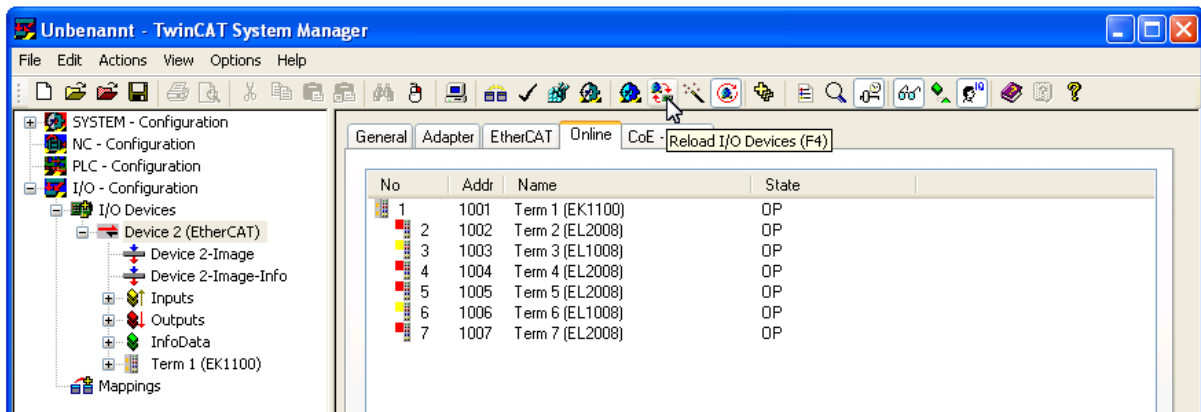 Unbenannt - TwinCAT System Manager
File Edit Actions View Options Help
SYSTEM - Configuration
NC - Configuration
PLC - Configuration
I/O - Configuration
I/O Devices
Device 2 (EtherCAT)
Device 2-Image
Device 2-Image-Info
Inputs
Outputs
InfoData
Term 1 (EK1100)
Mappings
General Adapter EtherCAT Online CoE -
Reload I/O Devices (F4)
No Addr Name State
1 1001 Term 1 (EK1100) OP
2 1002 Term 2 (EL2008) OP
3 1003 Term 3 (EL1008) OP
4 1004 Term 4 (EL2008) OP
5 1005 Term 5 (EL2008) OP
6 1006 Term 6 (EL1008) OP
7 1007 Term 7 (EL2008) OP